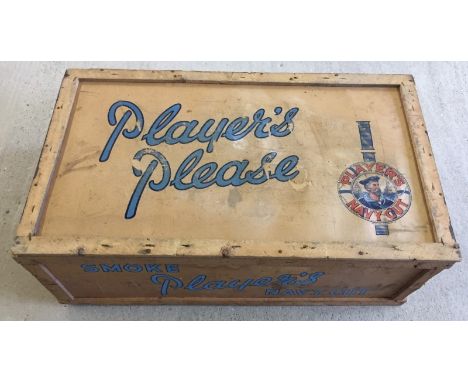 Player's
Please
PLAYER'S
NAVY CUT
SMOKE
Player's
NAVY CUT